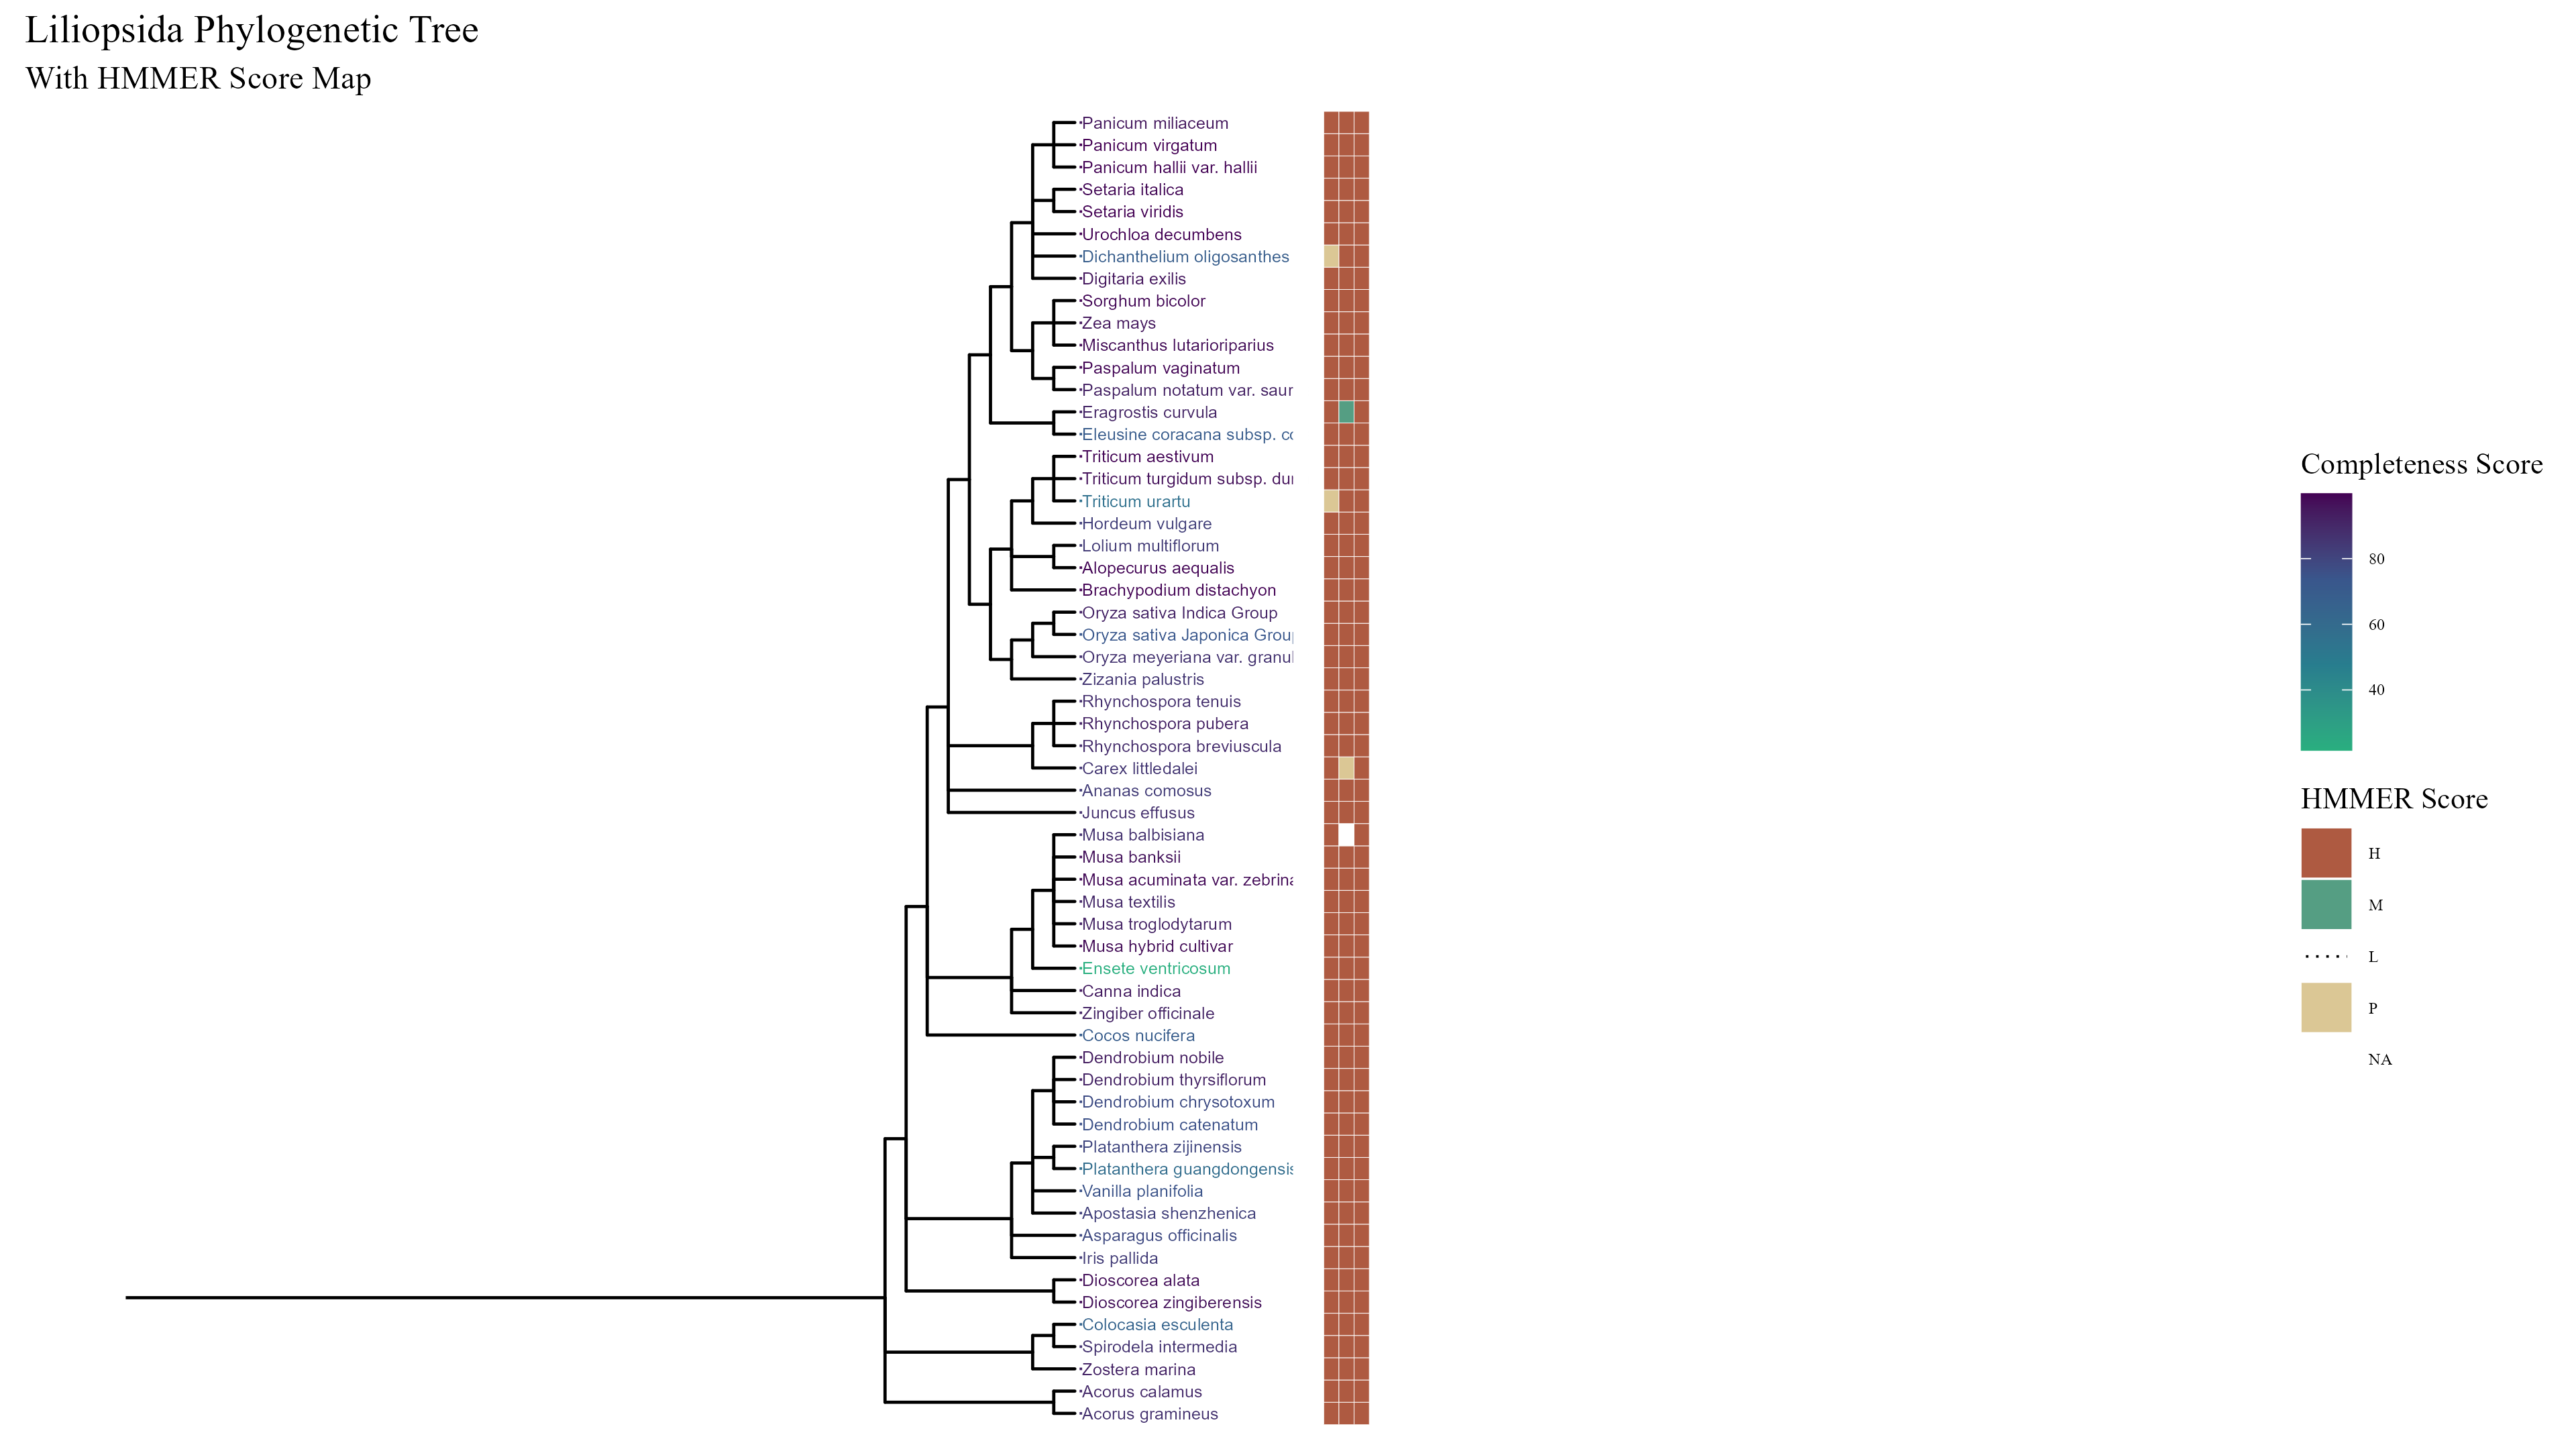 Liliopsida Phylogenetic Tree
With HMMER Score Map
Panicum miliaceum
Panicum virgatum
Panicum hallii var. hallii
Setaria italica
Setaria viridis
Urochloa decumbens
Dichanthelium oligosanthes
Digitaria exilis
Sorghum bicolor
Zea mays
Miscanthus lutarioriparius
Paspalum vaginatum
Paspalum notatum var. saur
Eragrostis curvula
Eleusine coracana subsp. co
Triticum aestivum
Triticum turgidum subsp. dur
Triticum urartu
Hordeum vulgare
Lolium multiflorum
Alopecurus aequalis
Brachypodium distachyon
Oryza sativa Indica Group
Oryza sativa Japonica Group
Oryza meyeriana var. granul
Zizania palustris
Rhynchospora tenuis
Rhynchospora pubera
Rhynchospora breviuscula
Carex littledalei
Ananas comosus
Juncus effusus
Musa balbisiana
Musa banksii
Musa acuminata var. zebrina
Musa textilis
Musa troglodytarum
Musa hybrid cultivar
Ensete ventricosum
Canna indica
Zingiber officinale
Cocos nucifera
Dendrobium nobile
Dendrobium thyrsiflorum
Dendrobium chrysotoxum
Dendrobium catenatum
Platanthera zijinensis
Platanthera guangdongensis
Vanilla planifolia
Apostasia shenzhenica
Asparagus officinalis
Iris pallida
Dioscorea alata
Dioscorea zingiberensis
Colocasia esculenta
Spirodela intermedia
Zostera marina
Acorus calamus
Acorus gramineus
Completeness Score
80
60
40
HMMER Score
H
M
L
P
NA